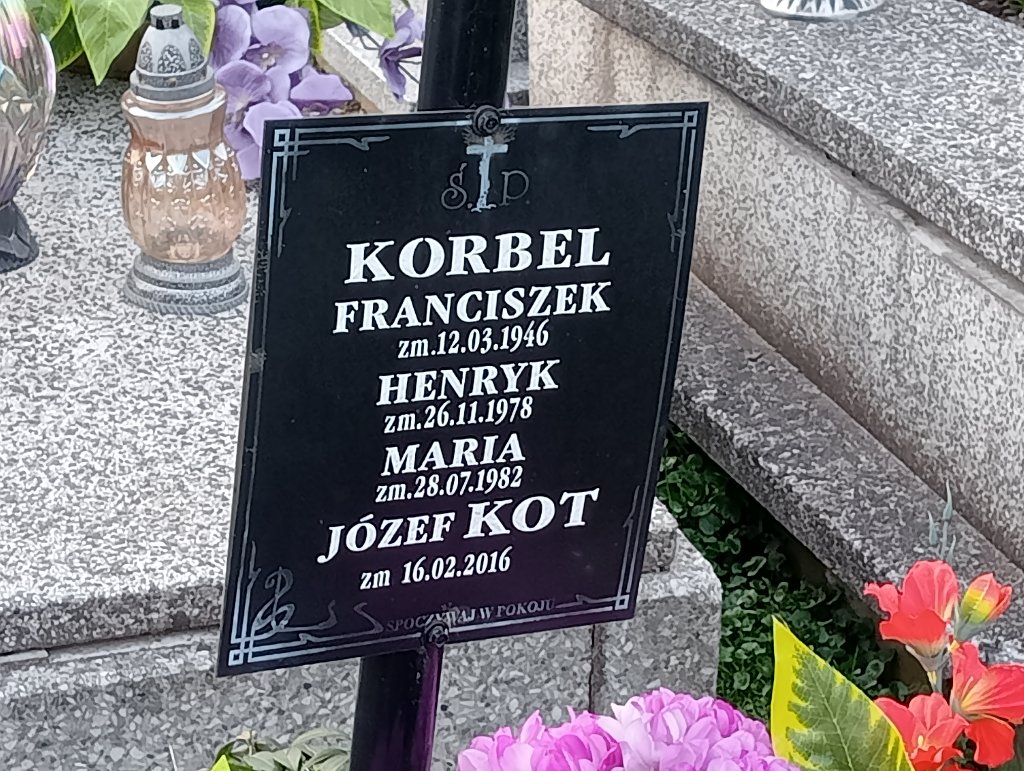 Ś.P.
KORBEL
FRANCISZEK
zm.12.03.1946
HENRYK
zm.26.11.1978
MARIA
zm.28.07.1982
JÓZEF KOT
zm 16.02.2016
SPOCZYWAJ W POKOJU